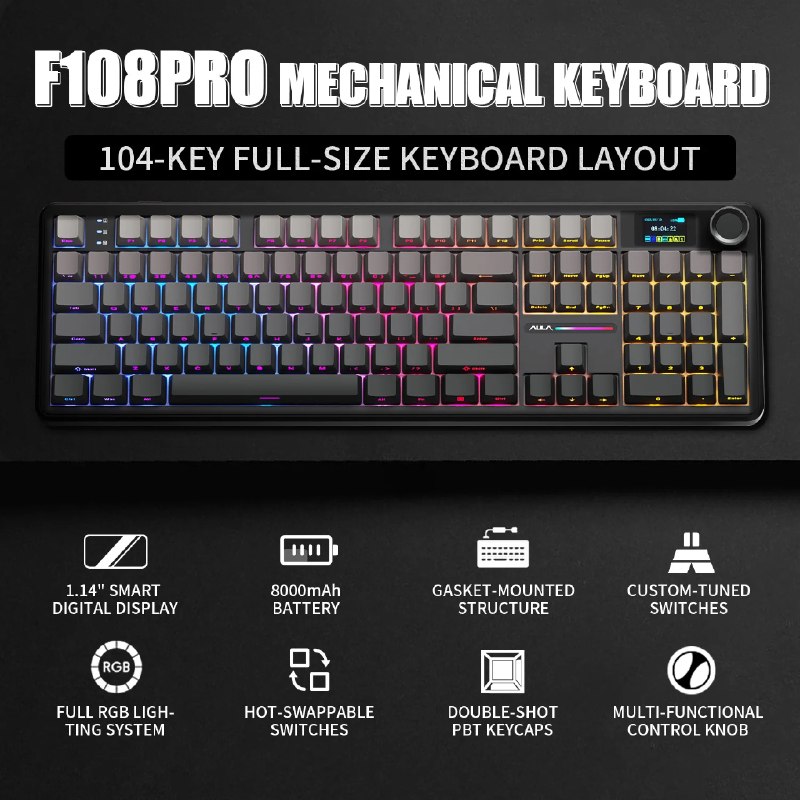 F108PRO MECHANICAL KEYBOARD
104-KEY FULL-SIZE KEYBOARD LAYOUT
AULA
1.14" SMART
DIGITAL DISPLAY
8000mAh
BATTERY
GASKET-MOUNTED
STRUCTURE
CUSTOM-TUNED
SWITCHES
RGB
FULL RGB LIGH-
TING SYSTEM
HOT-SWAPPABLE
SWITCHES
DOUBLE-SHOT
PBT KEYCAPS
MULTI-FUNCTIONAL
CONTROL KNOB